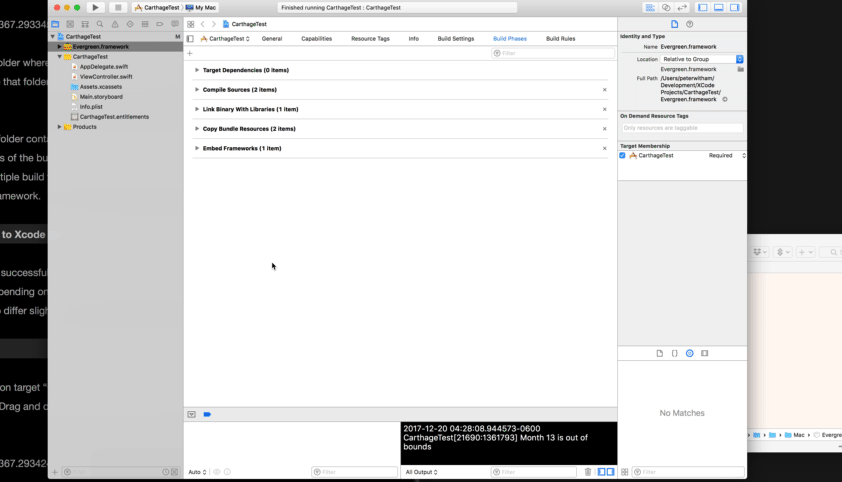 CarthageTest
My Mac
Finished running CarthageTest : CarthageTest
CarthageTest
M
Evergreen.framework
CarthageTest
AppDelegate.swift
ViewController.swift
Assets.xcassets
Main.storyboard
Info.plist
CarthageTest.entitlements
Products
CarthageTest
CarthageTest
General
Capabilities
Resource Tags
Info
Build Settings
Build Phases
Build Rules
Filter
Target Dependencies (0 items)
Compile Sources (2 items)
Link Binary With Libraries (1 item)
Copy Bundle Resources (2 items)
Embed Frameworks (1 item)
Identity and Type
Name Evergreen.framework
Location Relative to Group
Evergreen.framework
Full Path /Users/peterwitham/
Development/XCode
Projects/CarthageTest/
Evergreen.framework
On Demand Resource Tags
Only resources are taggable
Target Membership
CarthageTest
Required
No Matches
2017-12-20 04:28:08.944573-0600
CarthageTest[21690:1361793] Month 13 is out of
bounds
Auto
Filter
All Output
Filter
Filter
Filter
367.29334
older where
that folder
folder cont
s of the bu
tiple build
amework.
to Xcode
successfu
pending on
differ sligh
on target "
Drag and d
367.29342
Mac
Evergre